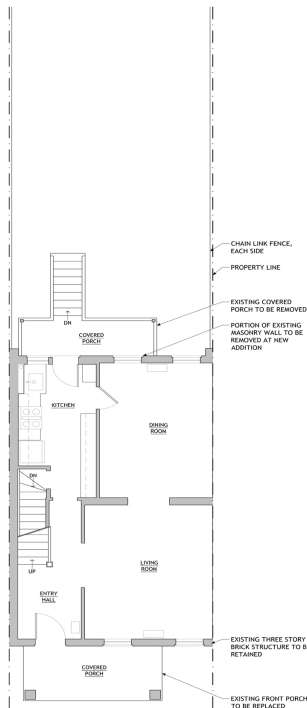 CHAIN LINK FENCE,
EACH SIDE
PROPERTY LINE
EXISTING COVERED
PORCH TO BE REMOVED
PORTION OF EXISTING
MASONRY WALL TO BE
REMOVED AT NEW
ADDITION
DN
COVERED
PORCH
KITCHEN
DINING
ROOM
DN
UP
LIVING
ROOM
ENTRY
HALL
EXISTING THREE STORY
BRICK STRUCTURE TO B
RETAINED
COVERED
PORCH
EXISTING FRONT PORCH
TO BE REPLACED